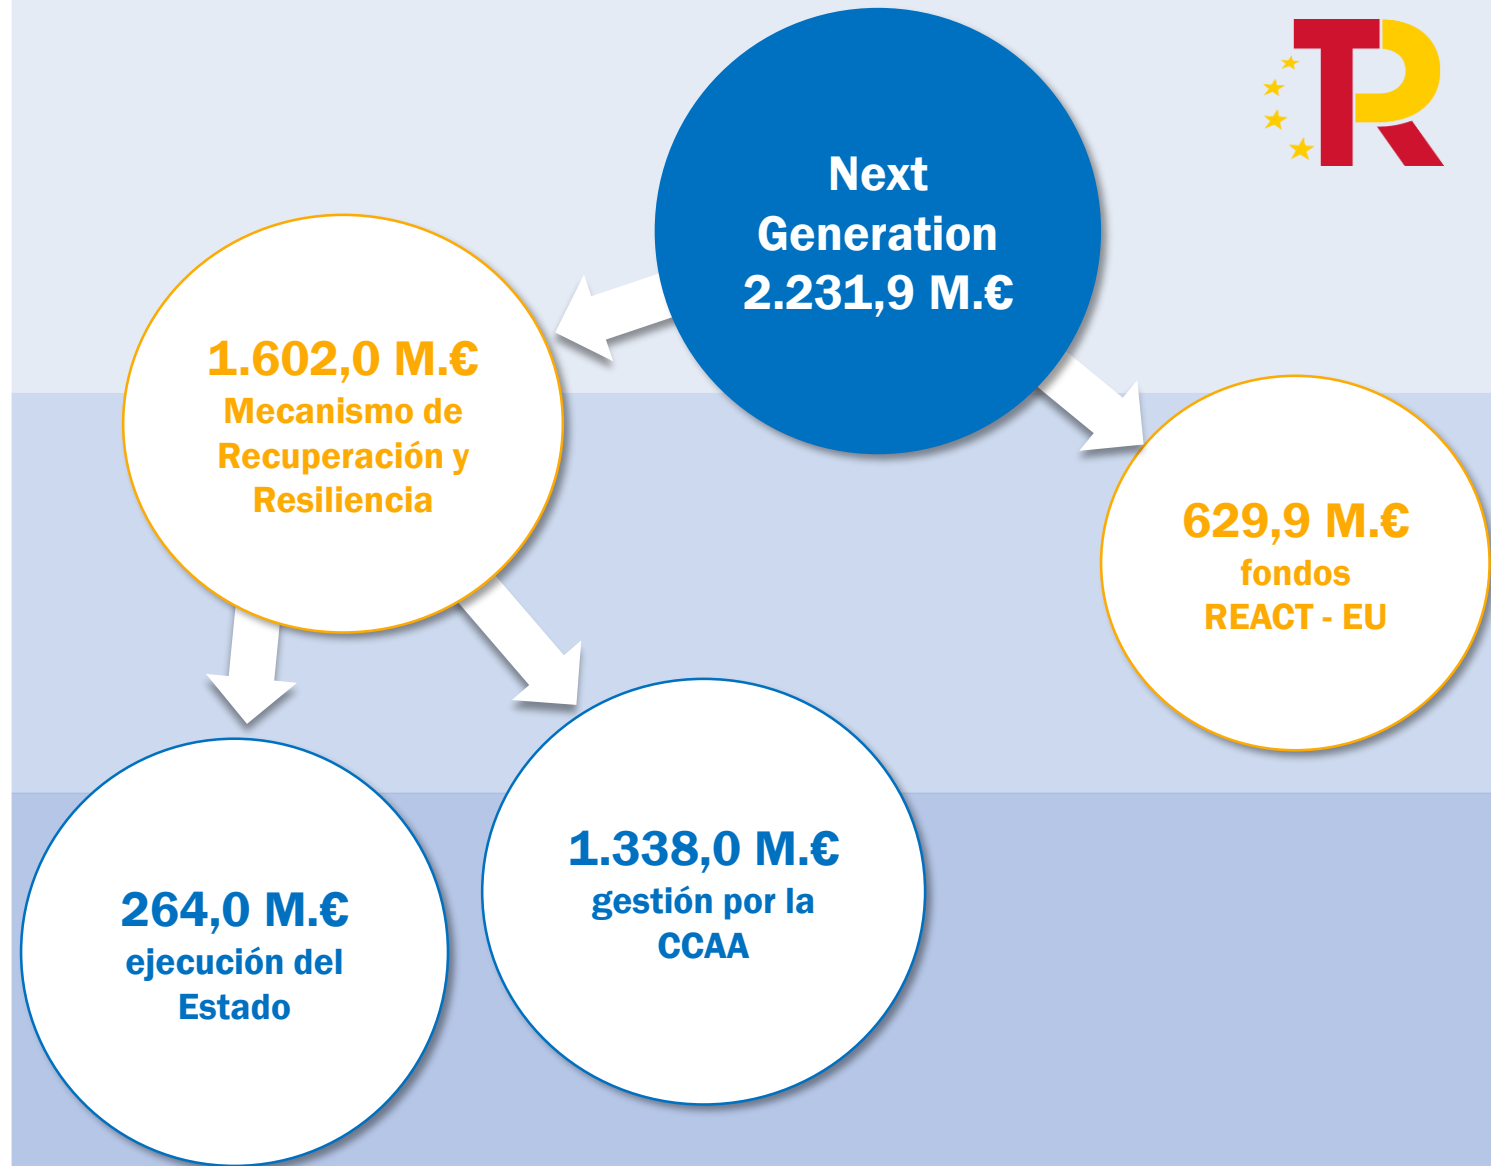 Next
Generation
2.231,9 M.€
1.602,0 M.€
Mecanismo de
Recuperación y
Resiliencia
629,9 M.€
fondos
REACT - EU
264,0 M.€
ejecución del
Estado
1.338,0 M.€
gestión por la
CCAA
TR